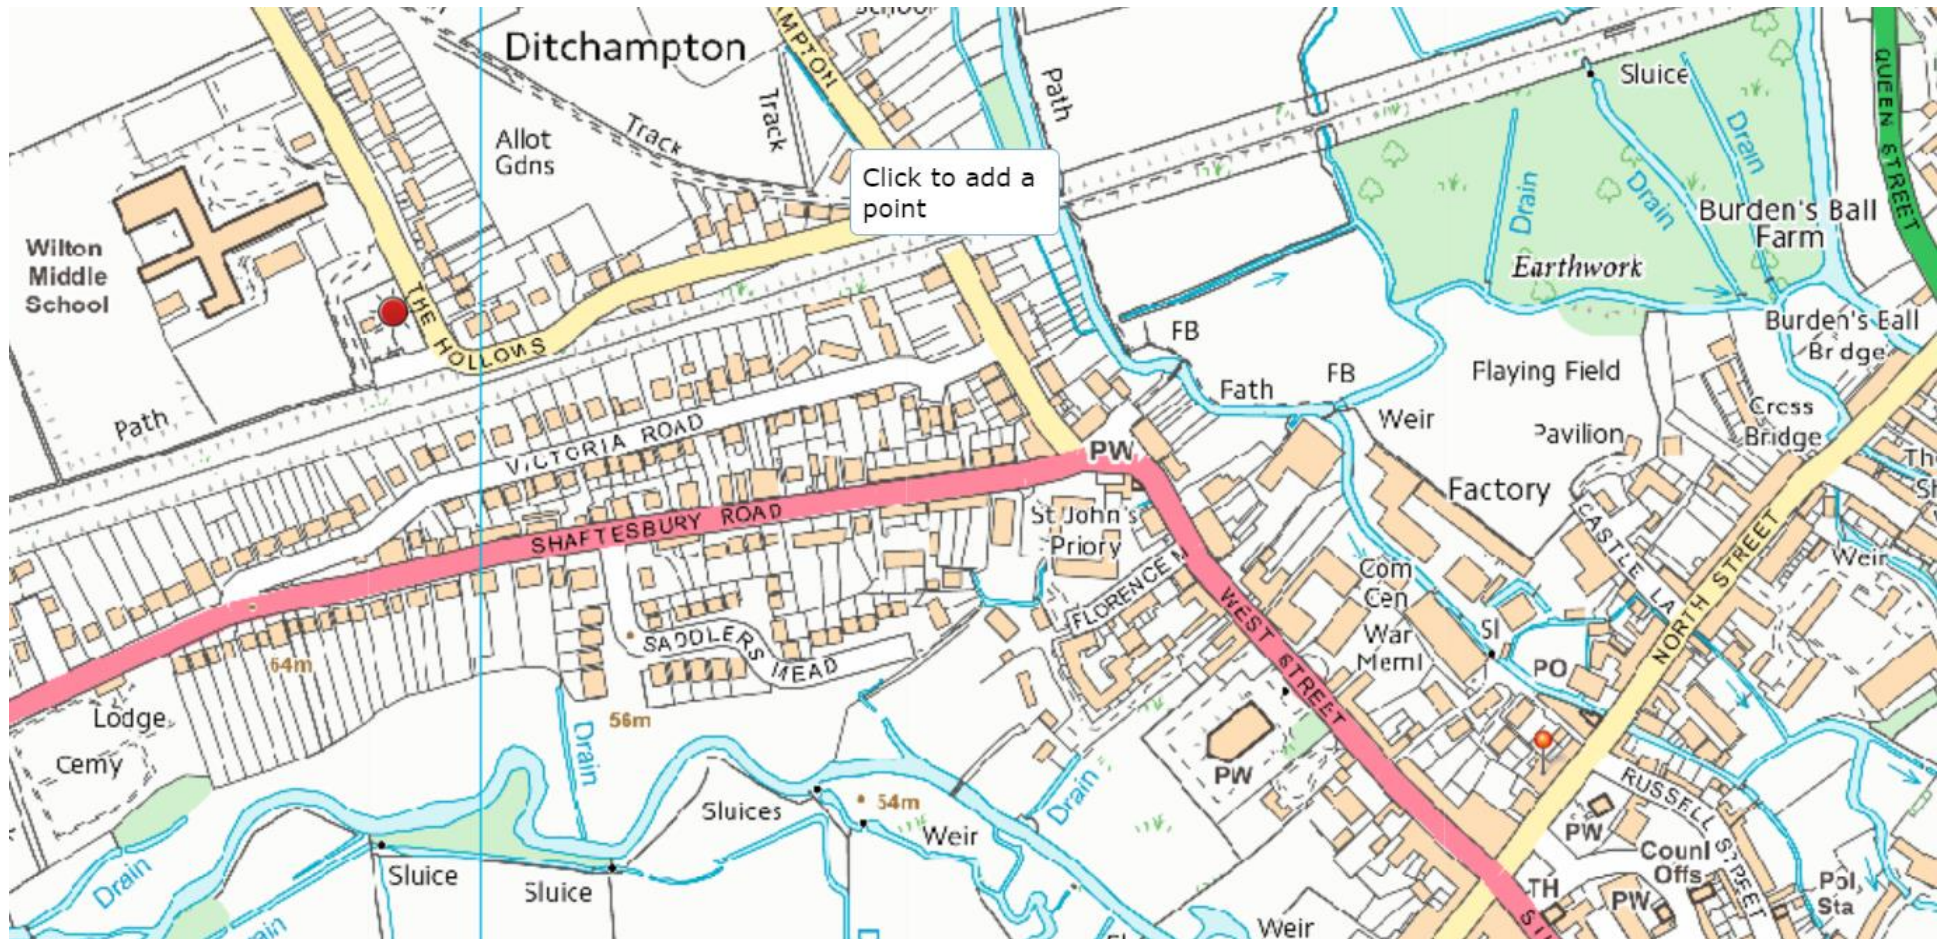 School
Ditchampton
MPTON
Path
Sluice
QUEEN STREET
Track
Track
Allot
Gdns
Drain
Click to add a
point
Drain
Drain
Burden's Ball
Farm
Wilton
Middle
School
Earthwork
THE
HOLLOWS
FB
Burden's Ball
Br dge
FB
Flaying Field
Fath
Path
Weir
Cross
Bridge
VICTORIA ROAD
PW
Pavilion
Factory
SHAFTESBURY ROAD
St John's
Priory
CASTLE LA
NORTH STREET
Weir
Com
Cen
FLORENCE
WEST STREET
War
Meml
SADDLERS MEAD
Sl
PO
64m
Lodge
56m
Cemy
Drain
PW
RUSSELL STREET
Sluices
54m
Drain
Weir
PW
Drain
Sluice
Sluice
Counl
Offs
TH
PW
Pol
Sta
Weir